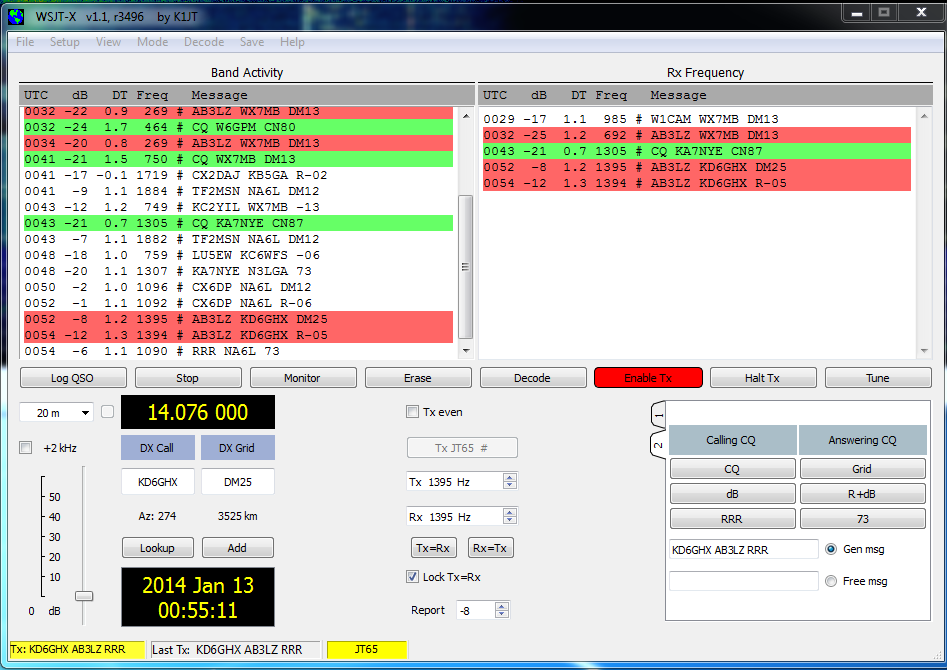 WSJT-X v1.1, r3496 by K1JT
File Setup View Mode Decode Save Help
Band Activity
UTC dB DT Freq Message
0032 -22 0.9 269 # AB3LZ WX7MB DM13
0032 -24 1.7 464 # CQ W6GPM CN80
0034 -20 0.8 269 # AB3LZ WX7MB DM13
0041 -21 1.5 750 # CQ WX7MB DM13
0041 -17 -0.1 1719 # CX2DAJ KB5GA R-02
0041 -9 1.1 1884 # TF2MSN NA6L DM12
0043 -12 1.2 749 # KC2YIL WX7MB -13
0043 -21 0.7 1305 # CQ KA7NYE CN87
0043 -7 1.1 1882 # TF2MSN NA6L DM12
0048 -18 1.0 759 # LU5EW KC6WFS -06
0048 -20 1.1 1307 # KA7NYE N3LGA 73
0050 -2 1.0 1096 # CX6DP NA6L DM12
0052 -1 1.1 1092 # CX6DP NA6L R-06
0052 -8 1.2 1395 # AB3LZ KD6GHX DM25
0054 -12 1.3 1394 # AB3LZ KD6GHX R-05
0054 -6 1.1 1090 # RRR NA6L 73
Rx Frequency
UTC dB DT Freq Message
0029 -17 1.1 985 # W1CAM WX7MB DM13
0032 -25 1.2 692 # AB3LZ WX7MB DM13
0043 -21 0.7 1305 # CQ KA7NYE CN87
0052 -8 1.2 1395 # AB3LZ KD6GHX DM25
0054 -12 1.3 1394 # AB3LZ KD6GHX R-05
Log QSO Stop Monitor Erase Decode Enable Tx Halt Tx Tune
20 m
14.076 000
+2 kHz
DX Call DX Grid
KD6GHX DM25
Az: 274 3525 km
Lookup Add
50
40
30
20
10
0 dB
2014 Jan 13
00:55:11
Tx even
Tx JT65 #
Tx 1395 Hz
Rx 1395 Hz
Tx=Rx Rx=Tx
Lock Tx=Rx
Report -8
1
2
Calling CQ Answering CQ
CQ Grid
dB R+dB
RRR 73
KD6GHX AB3LZ RRR Gen msg
Free msg
Tx: KD6GHX AB3LZ RRR Last Tx: KD6GHX AB3LZ RRR JT65